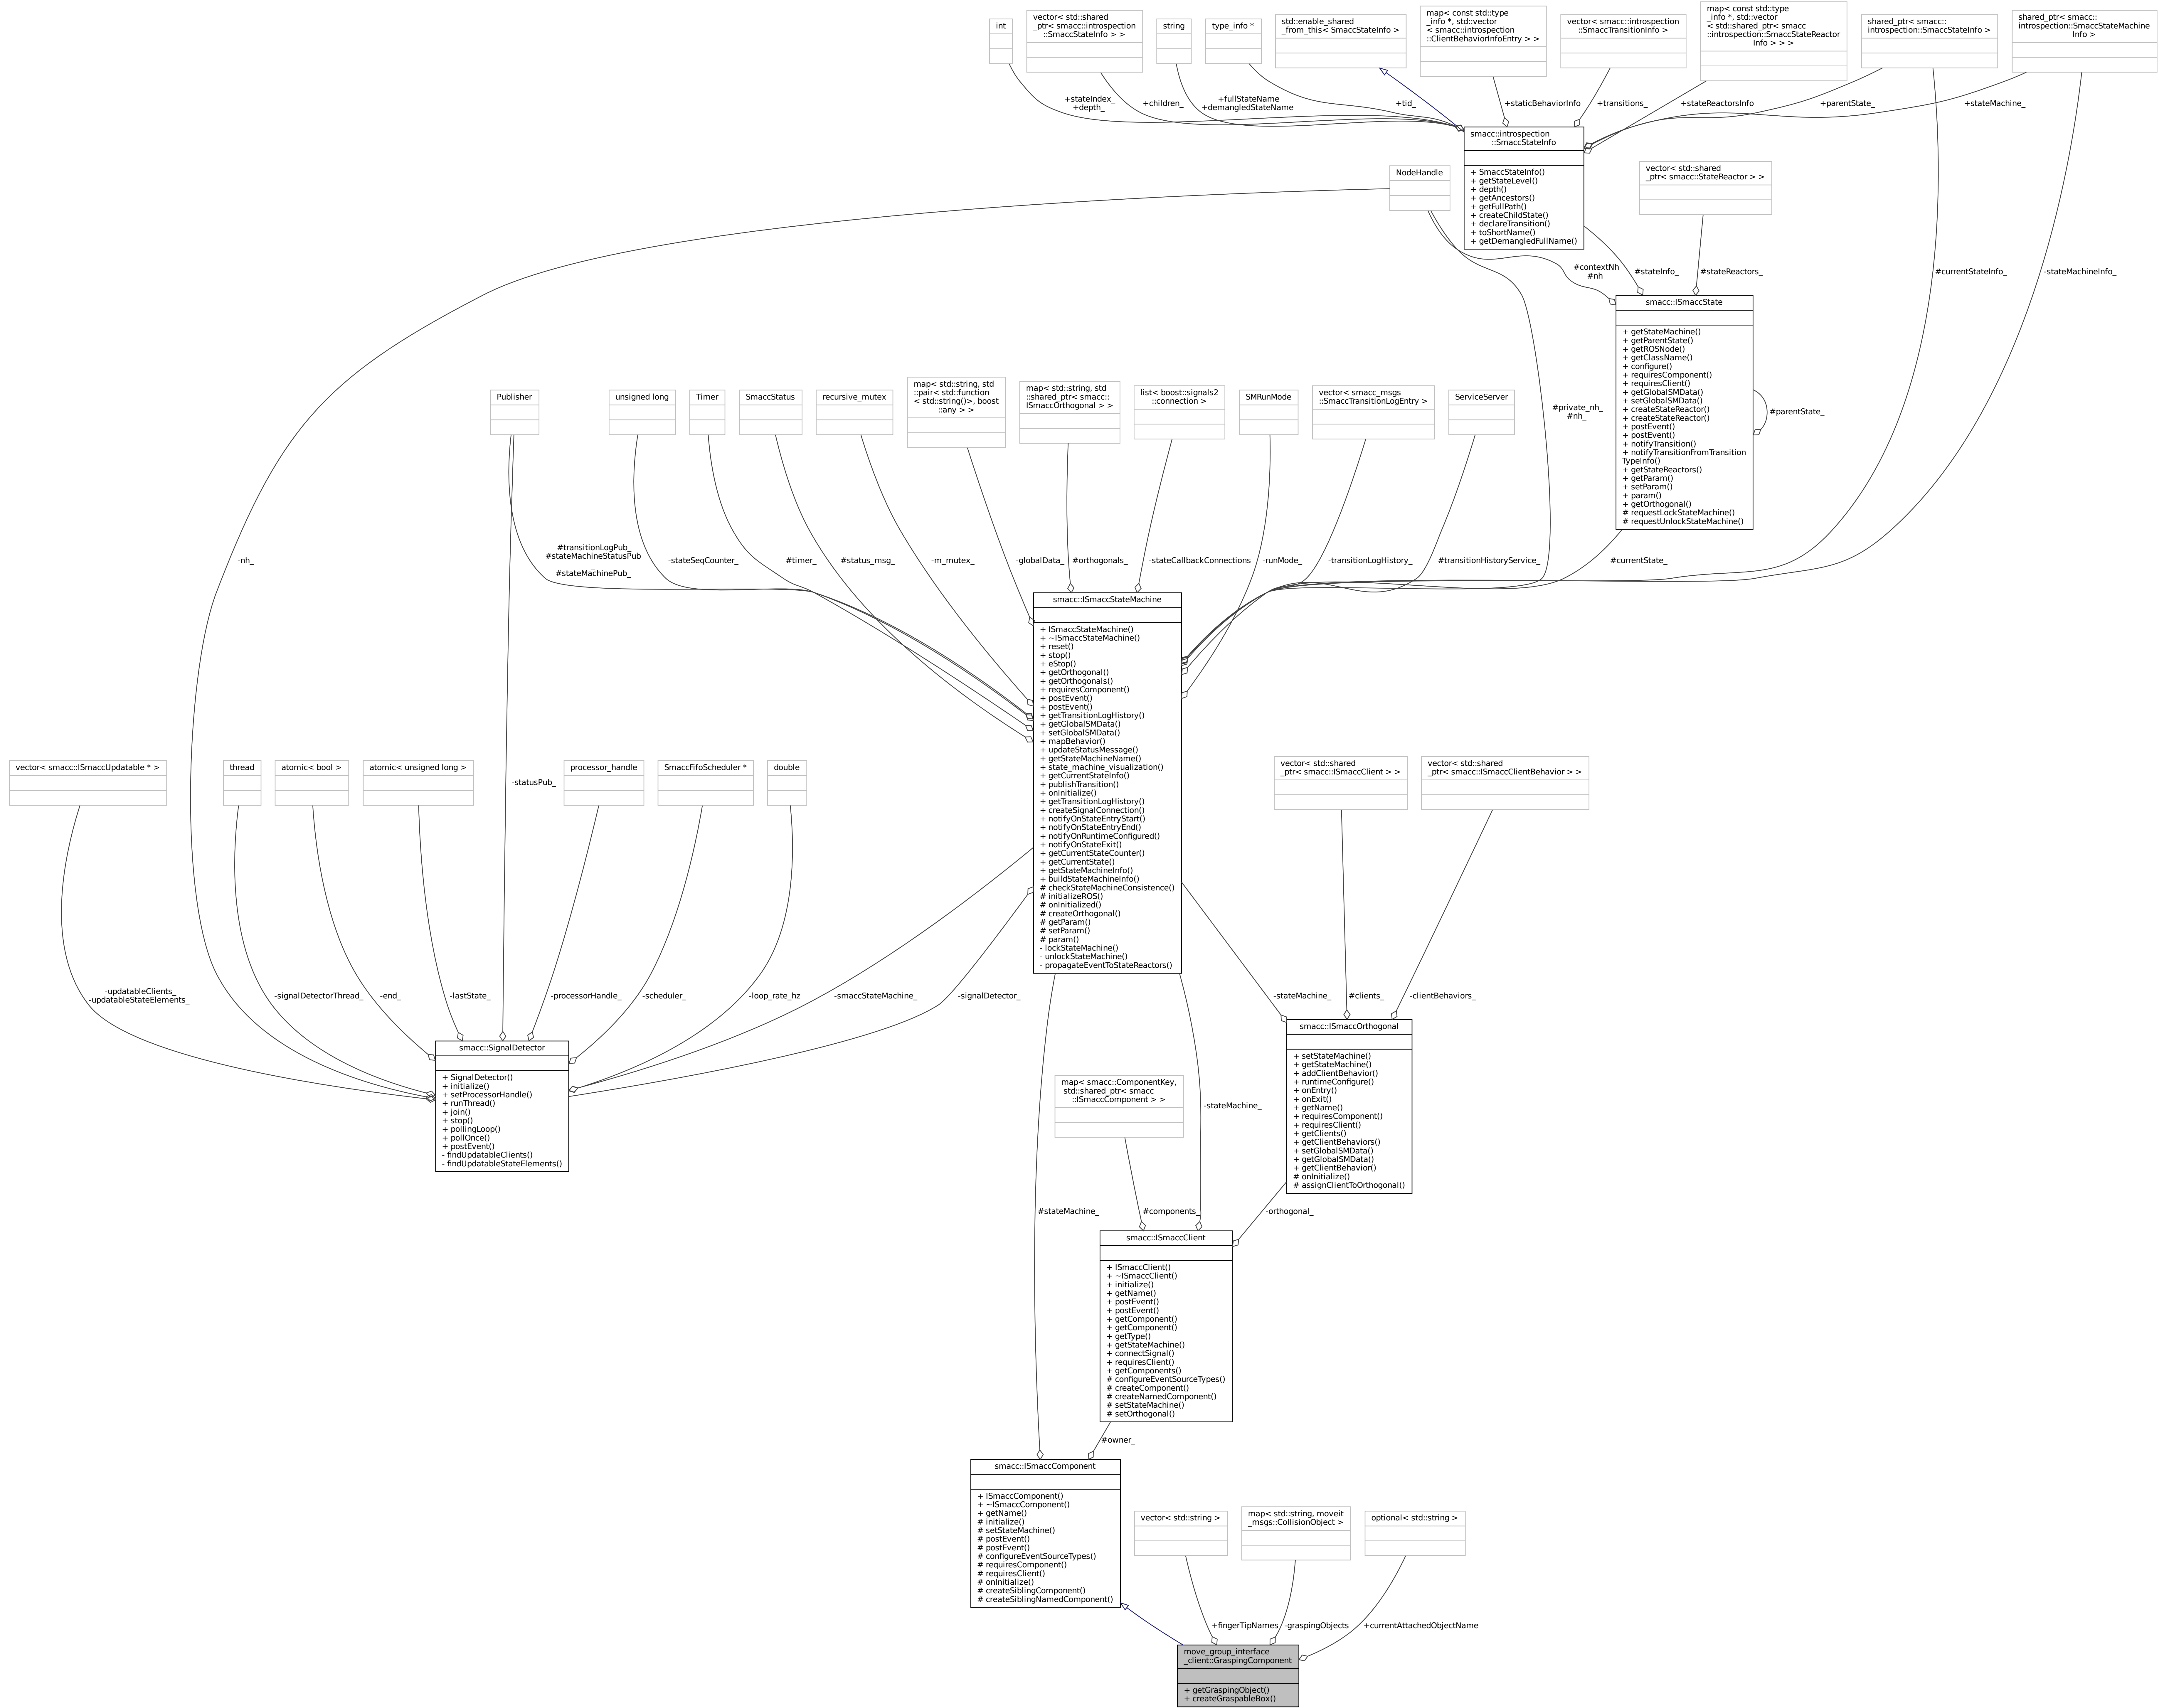 int
vector< std::shared
_ptr< smacc::introspection
::SmaccStateInfo > >
string
type_info *
std::enable_shared
_from_this< SmaccStateInfo >
map< const std::type
_info *, std::vector
< smacc::introspection
::ClientBehaviorInfoEntry > >
vector< smacc::introspection
::SmaccTransitionInfo >
map< const std::type
_info *, std::vector
< std::shared_ptr< smacc
::introspection::SmaccStateReactor
Info > > >
shared_ptr< smacc::
introspection::SmaccStateInfo >
shared_ptr< smacc::
introspection::SmaccStateMachine
Info >
+stateIndex_
+depth_
+children_
+fullStateName
+demangledStateName
+tid_
+staticBehaviorInfo
+transitions_
+stateReactorsInfo
+parentState_
+stateMachine_
smacc::introspection
::SmaccStateInfo
+ SmaccStateInfo()
+ getStateLevel()
+ depth()
+ getAncestors()
+ getFullPath()
+ createChildState()
+ declareTransition()
+ toShortName()
+ getDemangledFullName()
NodeHandle
vector< std::shared
_ptr< smacc::StateReactor > >
#contextNh
#nh
#stateInfo_
#stateReactors_
#currentStateInfo_
-stateMachineInfo_
smacc::ISmaccState
+ getStateMachine()
+ getParentState()
+ getROSNode()
+ getClassName()
+ configure()
+ requiresComponent()
+ requiresClient()
+ getGlobalSMData()
+ setGlobalSMData()
+ createStateReactor()
+ createStateReactor()
+ postEvent()
+ postEvent()
+ notifyTransition()
+ notifyTransitionFromTransition
TypeInfo()
+ getStateReactors()
+ getParam()
+ setParam()
+ param()
+ getOrthogonal()
# requestLockStateMachine()
# requestUnlockStateMachine()
#parentState_
#private_nh_
#nh_
Publisher
unsigned long
Timer
SmaccStatus
recursive_mutex
map< std::string, std
::pair< std::function
< std::string()>, boost
::any > >
map< std::string, std
::shared_ptr< smacc::
ISmaccOrthogonal > >
list< boost::signals2
::connection >
SMRunMode
vector< smacc_msgs
::SmaccTransitionLogEntry >
ServiceServer
-nh_
#transitionLogPub_
#stateMachineStatusPub
_
#stateMachinePub_
-stateSeqCounter_
#timer_
#status_msg_
-m_mutex_
-globalData_
#orthogonals_
-stateCallbackConnections
-runMode_
-transitionLogHistory_
#transitionHistoryService_
#currentState_
smacc::ISmaccStateMachine
+ ISmaccStateMachine()
+ ~ISmaccStateMachine()
+ reset()
+ stop()
+ eStop()
+ getOrthogonal()
+ getOrthogonals()
+ requiresComponent()
+ postEvent()
+ postEvent()
+ getTransitionLogHistory()
+ getGlobalSMData()
+ setGlobalSMData()
+ mapBehavior()
+ updateStatusMessage()
+ getStateMachineName()
+ state_machine_visualization()
+ getCurrentStateInfo()
+ publishTransition()
+ onInitialize()
+ getTransitionLogHistory()
+ createSignalConnection()
+ notifyOnStateEntryStart()
+ notifyOnStateEntryEnd()
+ notifyOnRuntimeConfigured()
+ notifyOnStateExit()
+ getCurrentStateCounter()
+ getCurrentState()
+ getStateMachineInfo()
+ buildStateMachineInfo()
# checkStateMachineConsistence()
# initializeROS()
# onInitialized()
# createOrthogonal()
# getParam()
# setParam()
# param()
- lockStateMachine()
- unlockStateMachine()
- propagateEventToStateReactors()
vector< smacc::ISmaccUpdatable * >
thread
atomic< bool >
atomic< unsigned long >
-statusPub_
processor_handle
SmaccFifoScheduler *
double
vector< std::shared
_ptr< smacc::ISmaccClient > >
vector< std::shared
_ptr< smacc::ISmaccClientBehavior > >
-updatableClients_
-updatableStateElements_
-signalDetectorThread_
-end_
-lastState_
-processorHandle_
-scheduler_
-loop_rate_hz
-smaccStateMachine_
-signalDetector_
-stateMachine_
#clients_
-clientBehaviors_
smacc::SignalDetector
+ SignalDetector()
+ initialize()
+ setProcessorHandle()
+ runThread()
+ join()
+ stop()
+ pollingLoop()
+ pollOnce()
+ postEvent()
- findUpdatableClients()
- findUpdatableStateElements()
smacc::ISmaccOrthogonal
+ setStateMachine()
+ getStateMachine()
+ addClientBehavior()
+ runtimeConfigure()
+ onEntry()
+ onExit()
+ getName()
+ requiresComponent()
+ requiresClient()
+ getClients()
+ getClientBehaviors()
+ setGlobalSMData()
+ getGlobalSMData()
+ getClientBehavior()
# onInitialize()
# assignClientToOrthogonal()
map< smacc::ComponentKey,
std::shared_ptr< smacc
::ISmaccComponent > >
-stateMachine_
#stateMachine_
#components_
-orthogonal_
smacc::ISmaccClient
+ ISmaccClient()
+ ~ISmaccClient()
+ initialize()
+ getName()
+ postEvent()
+ postEvent()
+ getComponent()
+ getComponent()
+ getType()
+ getStateMachine()
+ connectSignal()
+ requiresClient()
+ getComponents()
# configureEventSourceTypes()
# createComponent()
# createNamedComponent()
# setStateMachine()
# setOrthogonal()
#owner_
smacc::ISmaccComponent
+ ISmaccComponent()
+ ~ISmaccComponent()
+ getName()
# initialize()
# setStateMachine()
# postEvent()
# postEvent()
# configureEventSourceTypes()
# requiresComponent()
# requiresClient()
# onInitialize()
# createSiblingComponent()
# createSiblingNamedComponent()
vector< std::string >
map< std::string, moveit
_msgs::CollisionObject >
optional< std::string >
+fingerTipNames
-graspingObjects
+currentAttachedObjectName
move_group_interface
_client::GraspingComponent
+ getGraspingObject()
+ createGraspableBox()